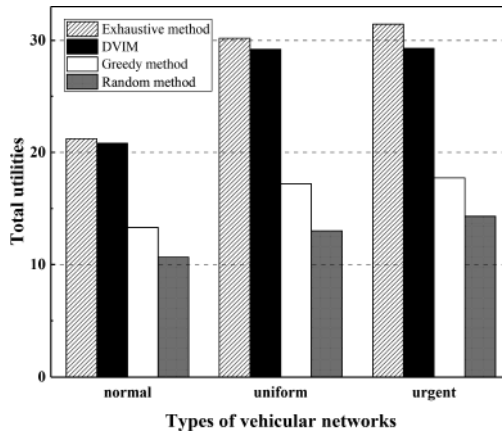 Exhaustive method
DVIM
Greedy method
Random method
Total utilities
30
20
10
0
normal uniform urgent
Types of vehicular networks